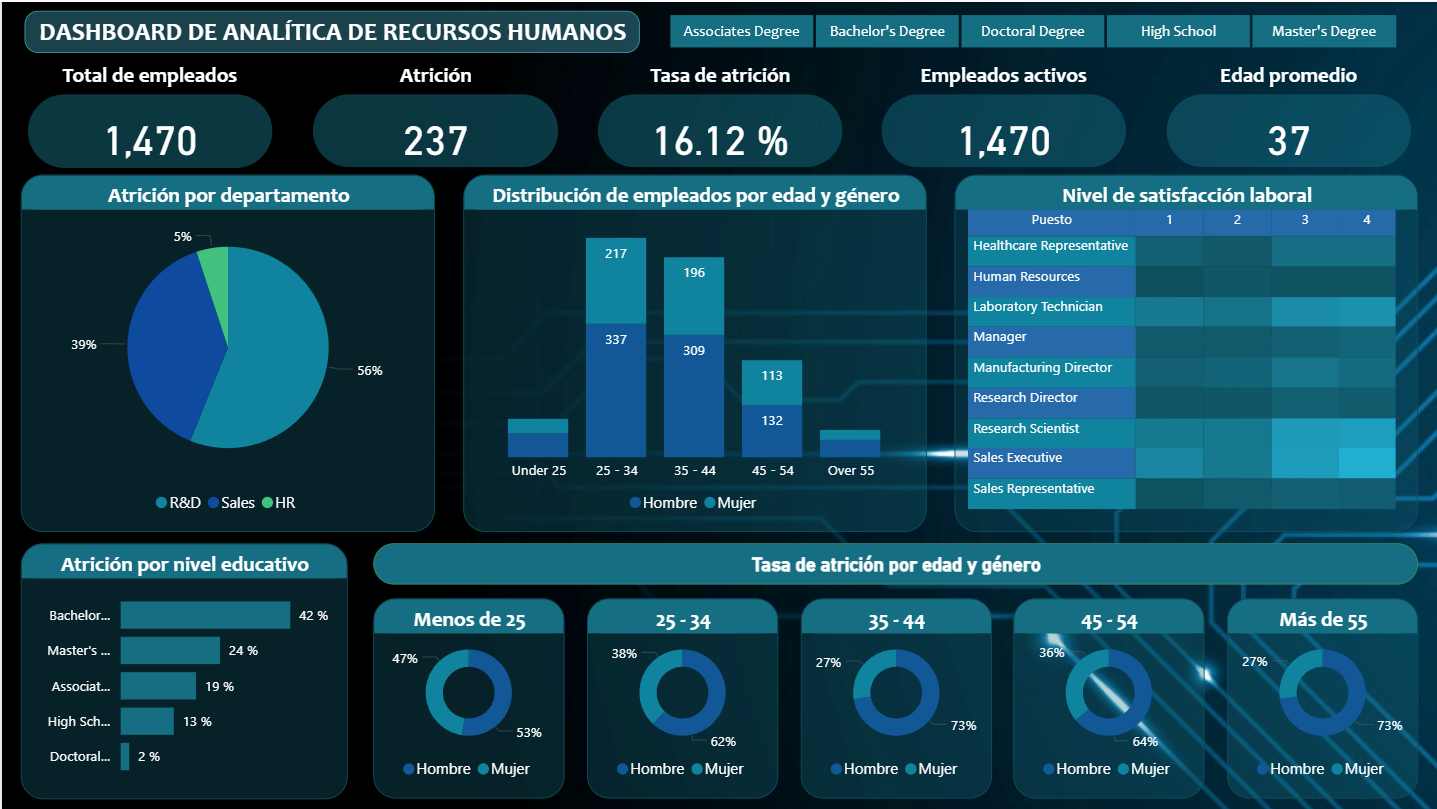 DASHBOARD DE ANALÍTICA DE RECURSOS HUMANOS
Associates Degree
Bachelor's Degree
Doctoral Degree
High School
Master's Degree
Total de empleados
1,470
Atrición
237
Tasa de atrición
16.12 %
Empleados activos
1,470
Edad promedio
37
Atrición por departamento
5%
39%
56%
R&D Sales HR
Distribución de empleados por edad y género
217
337
196
309
113
132
Under 25
25 - 34
35 - 44
45 - 54
Over 55
Hombre Mujer
Nivel de satisfacción laboral
Puesto 1 2 3 4
Healthcare Representative
Human Resources
Laboratory Technician
Manager
Manufacturing Director
Research Director
Research Scientist
Sales Executive
Sales Representative
Atrición por nivel educativo
Bachelor... 42 %
Master's ... 24 %
Associat... 19 %
High Sch... 13 %
Doctoral... 2 %
Tasa de atrición por edad y género
Menos de 25
47%
53%
Hombre Mujer
25 - 34
38%
62%
Hombre Mujer
35 - 44
27%
73%
Hombre Mujer
45 - 54
36%
64%
Hombre Mujer
Más de 55
27%
73%
Hombre Mujer